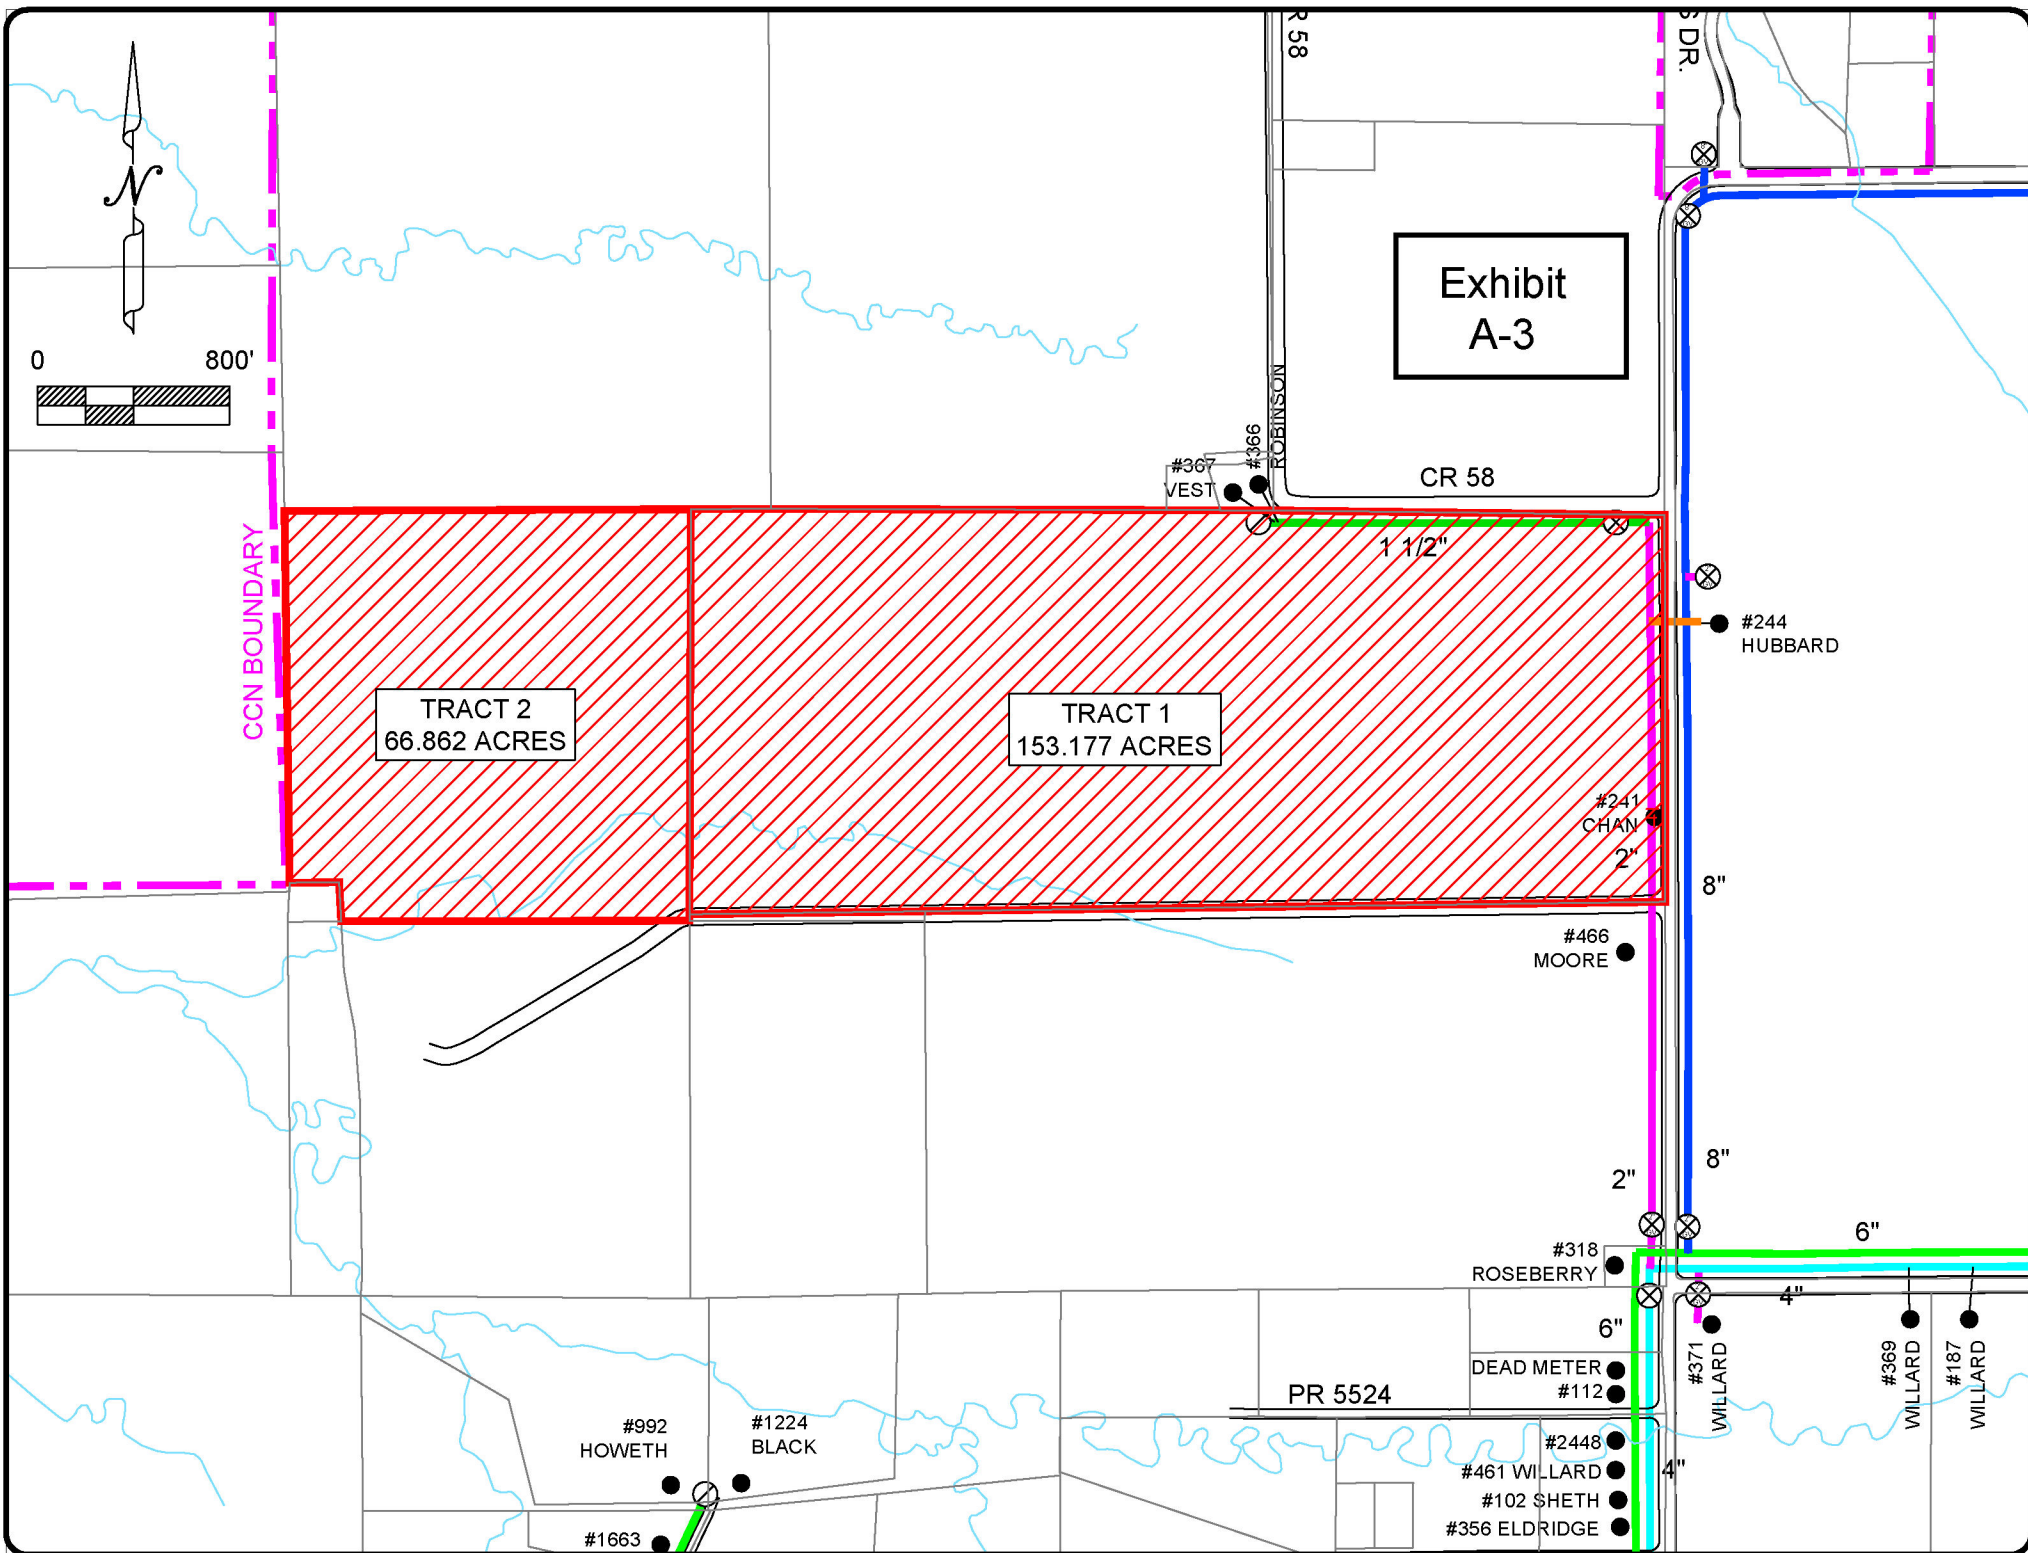 R 58
S DR.
N
0 800'
Exhibit
A-3
CCN BOUNDARY
#367
VEST
#366
ROBINSON
CR 58
1 1/2"
#244
HUBBARD
TRACT 2
66.862 ACRES
TRACT 1
153.177 ACRES
#241
CHAN
2"
8"
#466
MOORE
8"
2"
6"
#318
ROSEBERRY
4"
6"
#371
WILLARD
#369
WILLARD
#187
WILLARD
DEAD METER
#112
PR 5524
#992
HOWETH
#1224
BLACK
#2448
#461 WILLARD
4"
#102 SHETH
#356 ELDRIDGE
#1663